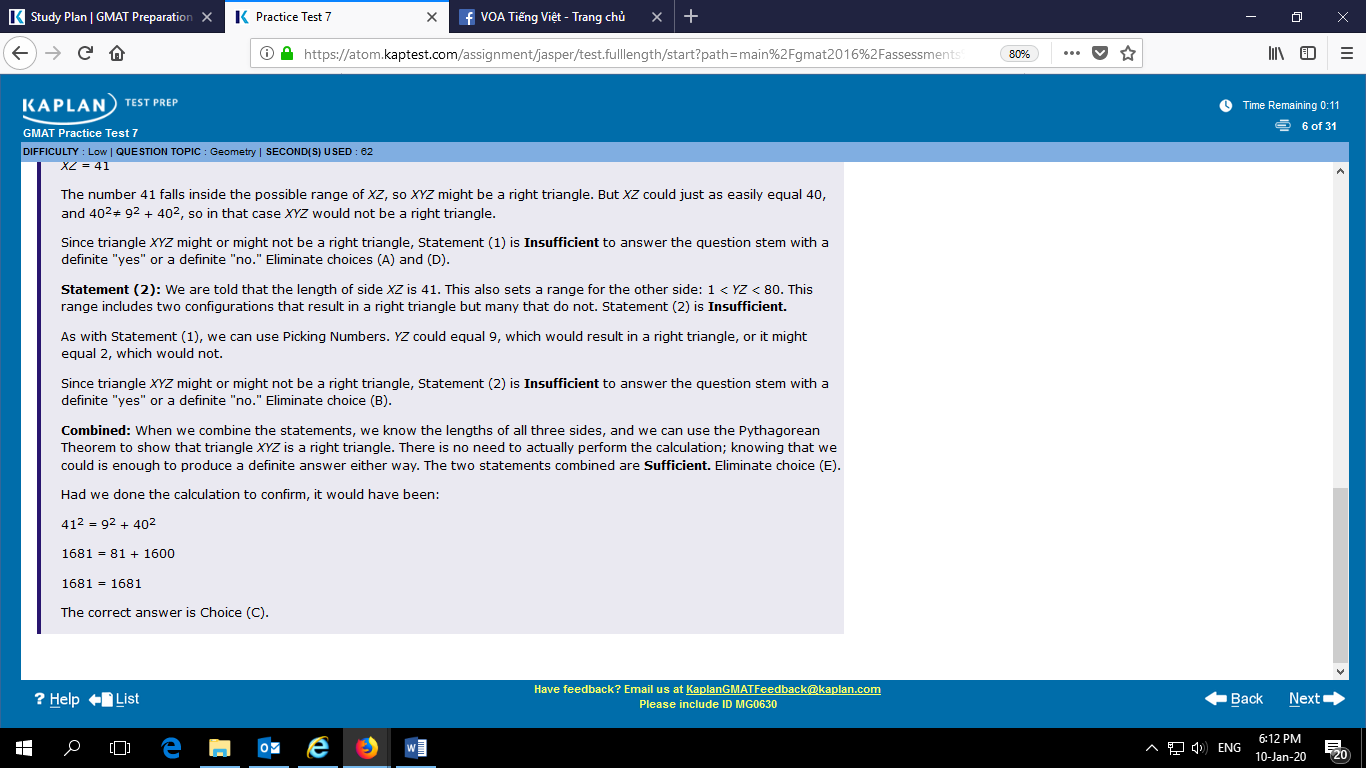 Study Plan | GMAT Preparation
Practice Test 7
VOA Tiếng Việt - Trang chủ
https://atom.kaptest.com/assignment/jasper/test.fulllength/start?path=main%2Fgmat2016%2Fassessments
80%
KAPLAN TEST PREP
Time Remaining 0:11
GMAT Practice Test 7
6 of 31
DIFFICULTY : Low | QUESTION TOPIC : Geometry | SECOND(S) USED : 62
XZ = 41
The number 41 falls inside the possible range of XZ, so XYZ might be a right triangle. But XZ could just as easily equal 40,
and 40² ≠ 9² + 40², so in that case XYZ would not be a right triangle.
Since triangle XYZ might or might not be a right triangle, Statement (1) is Insufficient to answer the question stem with a
definite "yes" or a definite "no." Eliminate choices (A) and (D).
Statement (2): We are told that the length of side XZ is 41. This also sets a range for the other side: 1 < YZ < 80. This
range includes two configurations that result in a right triangle but many that do not. Statement (2) is Insufficient.
As with Statement (1), we can use Picking Numbers. YZ could equal 9, which would result in a right triangle, or it might
equal 2, which would not.
Since triangle XYZ might or might not be a right triangle, Statement (2) is Insufficient to answer the question stem with a
definite "yes" or a definite "no." Eliminate choice (B).
Combined: When we combine the statements, we know the lengths of all three sides, and we can use the Pythagorean
Theorem to show that triangle XYZ is a right triangle. There is no need to actually perform the calculation; knowing that we
could is enough to produce a definite answer either way. The two statements combined are Sufficient. Eliminate choice (E).
Had we done the calculation to confirm, it would have been:
41² = 9² + 40²
1681 = 81 + 1600
1681 = 1681
The correct answer is Choice (C).
Help
List
Have feedback? Email us at KaplanGMATFeedback@kaplan.com
Please include ID MG0630
Back
Next
ENG
6:12 PM
10-Jan-20
20